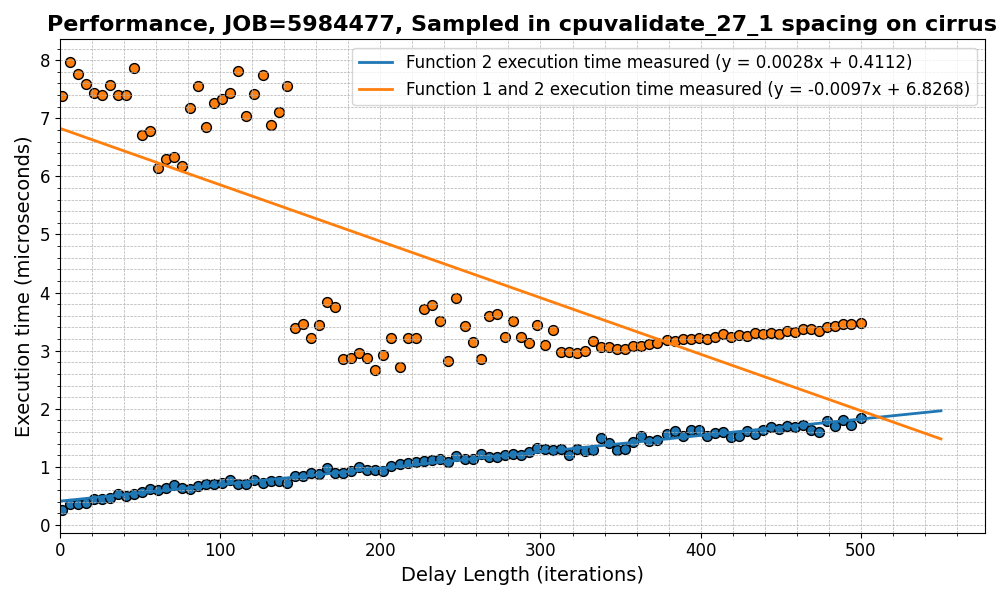 Performance, JOB=5984477, Sampled in cpuvalidate_27_1 spacing on cirrus
Function 2 execution time measured (y = 0.0028x + 0.4112)
Function 1 and 2 execution time measured (y = -0.0097x + 6.8268)
Execution time (microseconds)
8
7
6
5
4
3
2
1
0
0 100 200 300 400 500
Delay Length (iterations)